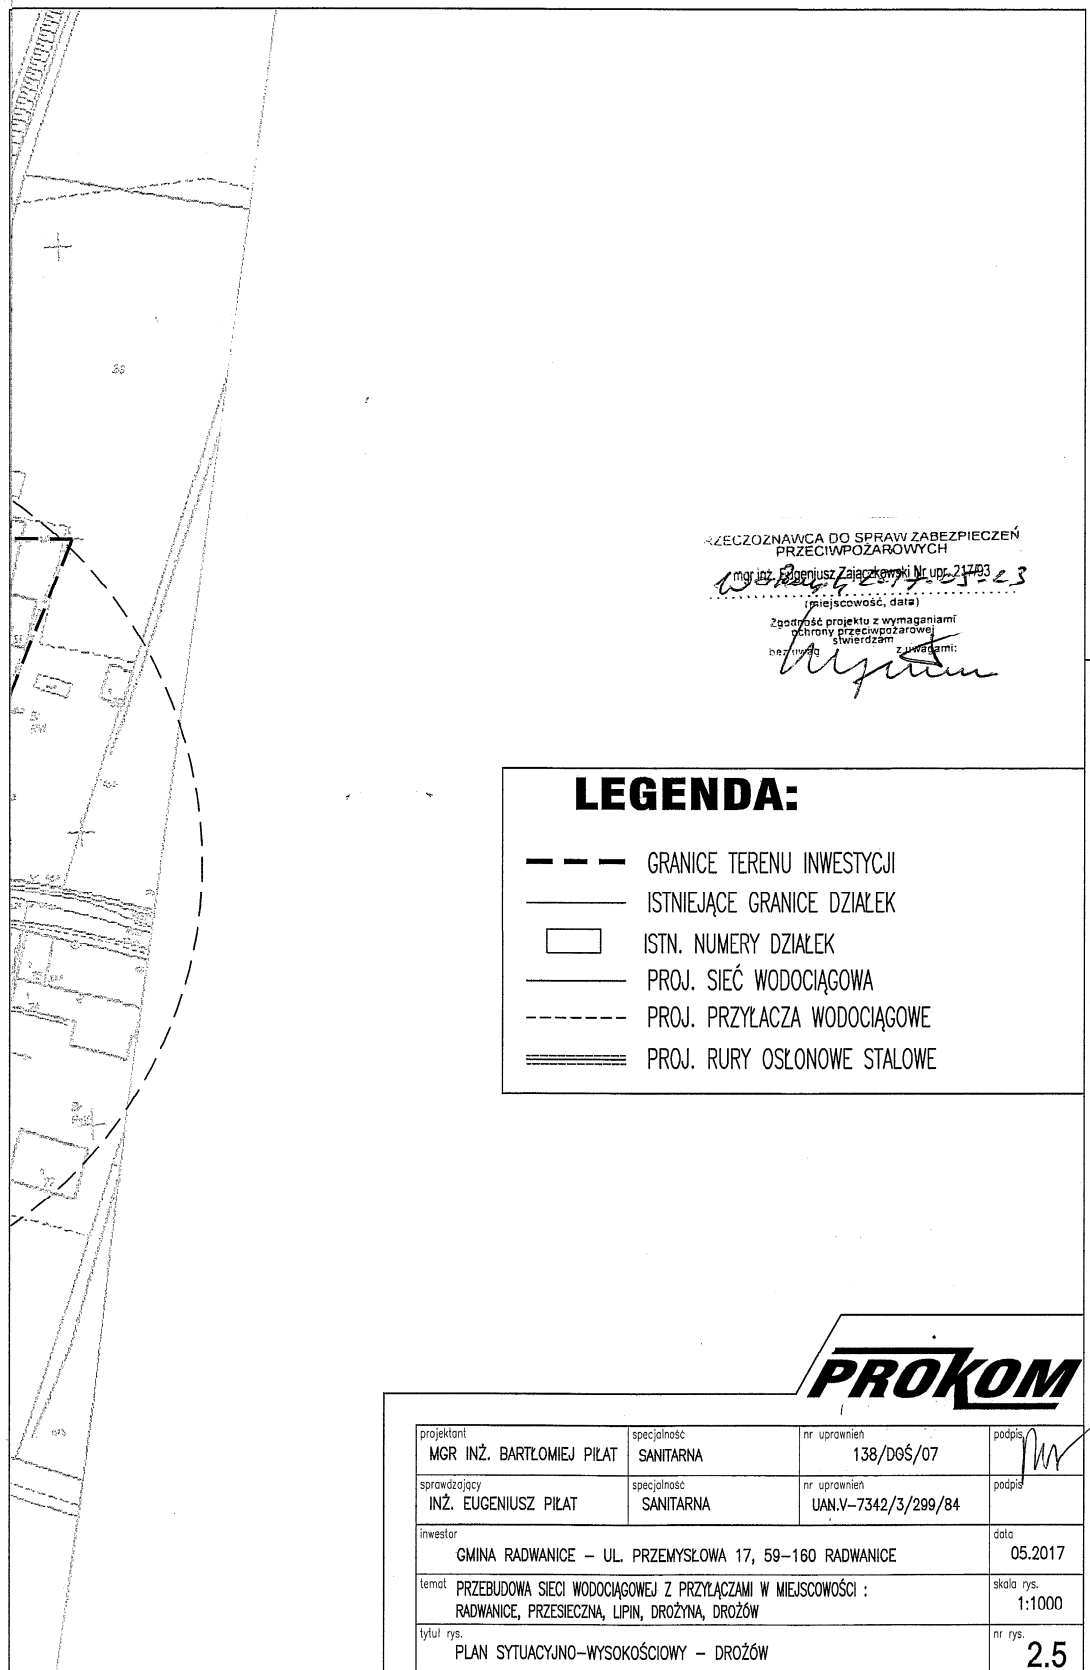 RZECZOZNAWCA DO SPRAW ZABEZPIECZEŃ
PRZECIWPOŻAROWYCH
mgr inż. Eugeniusz Zajączkowski Nr upr. 217/93
(miejscowość, data)
Zgodność projektu z wymaganiami
ochrony przeciwpożarowej
stwierdzam
bez uwag z uwagami:
LEGENDA:
GRANICE TERENU INWESTYCJI
ISTNIEJĄCE GRANICE DZIAŁEK
ISTN. NUMERY DZIAŁEK
PROJ. SIEĆ WODOCIĄGOWA
PROJ. PRZYŁACZA WODOCIĄGOWE
PROJ. RURY OSŁONOWE STALOWE
PROKOM
projektant specjalność nr uprawnień podpis
MGR INŻ. BARTŁOMIEJ PIŁAT SANITARNA 138/DOŚ/07
sprawdzający specjalność nr uprawnień podpis
INŻ. EUGENIUSZ PIŁAT SANITARNA UAN.V-7342/3/299/84
inwestor data
GMINA RADWANICE – UL. PRZEMYSŁOWA 17, 59-160 RADWANICE 05.2017
temat PRZEBUDOWA SIECI WODOCIĄGOWEJ Z PRZYŁĄCZAMI W MIEJSCOWOŚCI : skala rys.
RADWANICE, PRZESIECZNA, LIPIN, DROŻYNA, DROŻÓW 1:1000
tytuł rys. nr rys.
PLAN SYTUACYJNO-WYSOKOŚCIOWY – DROŻÓW 2.5